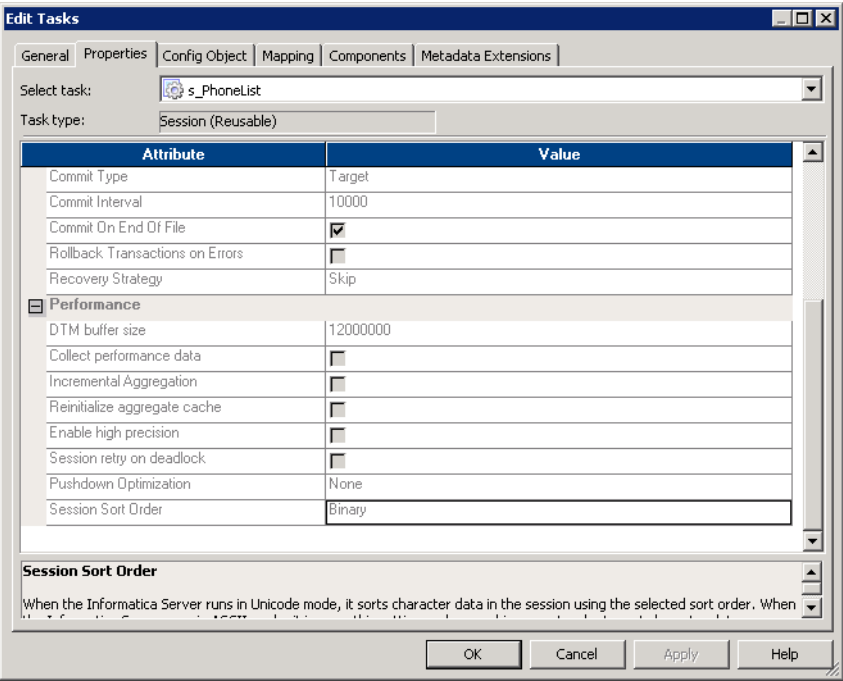 Edit Tasks
General Properties Config Object Mapping Components Metadata Extensions
Select task: s_PhoneList
Task type: Session (Reusable)
Attribute Value
Commit Type Target
Commit Interval 10000
Commit On End Of File
Rollback Transactions on Errors
Recovery Strategy Skip
Performance
DTM buffer size 12000000
Collect performance data
Incremental Aggregation
Reinitialize aggregate cache
Enable high precision
Session retry on deadlock
Pushdown Optimization None
Session Sort Order Binary
Session Sort Order
When the Informatica Server runs in Unicode mode, it sorts character data in the session using the selected sort order. When
OK Cancel Apply Help